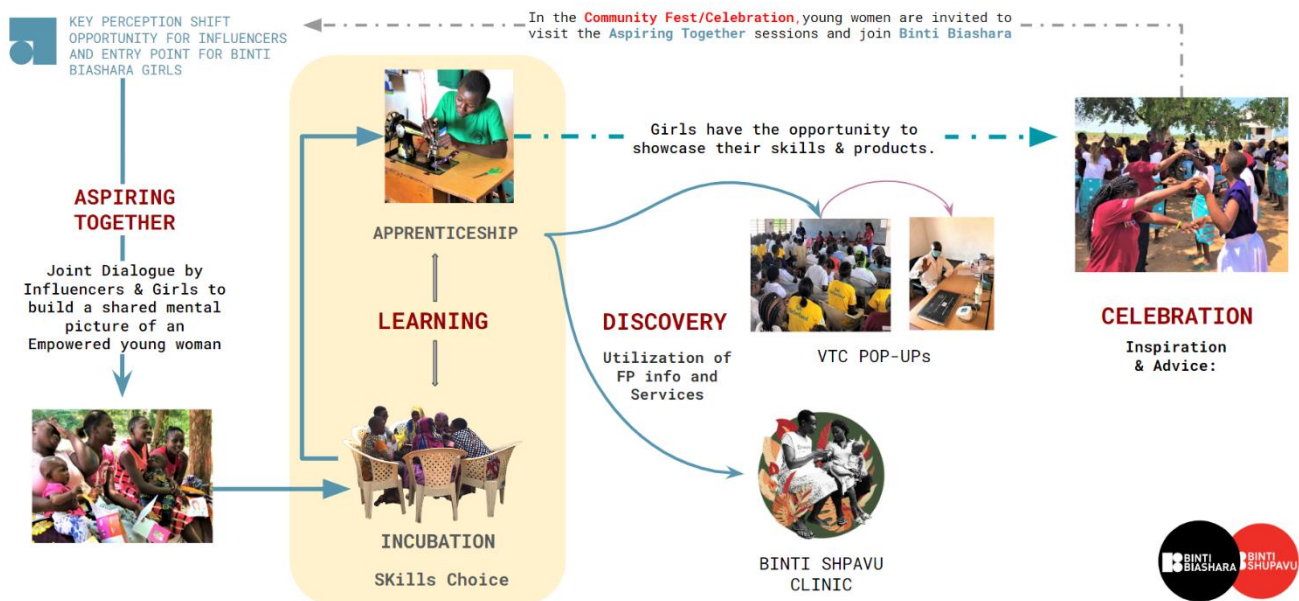 KEY PERCEPTION SHIFT
OPPORTUNITY FOR INFLUENCERS
AND ENTRY POINT FOR BINTI
BIASHARA GIRLS
In the Community Fest/Celebration, young women are invited to
visit the Aspiring Together sessions and join Binti Biashara
ASPIRING
TOGETHER
Joint Dialogue by
Influencers & Girls to
build a shared mental
picture of an
Empowered young woman
APPRENTICESHIP
LEARNING
INCUBATION
SKills Choice
Girls have the opportunity to
showcase their skills & products.
DISCOVERY
Utilization of
FP info and
Services
VTC POP-UPs
BINTI SHPAVU
CLINIC
CELEBRATION
Inspiration
& Advice:
BINTI
BIASHARA
BINTI
SHUPAVU